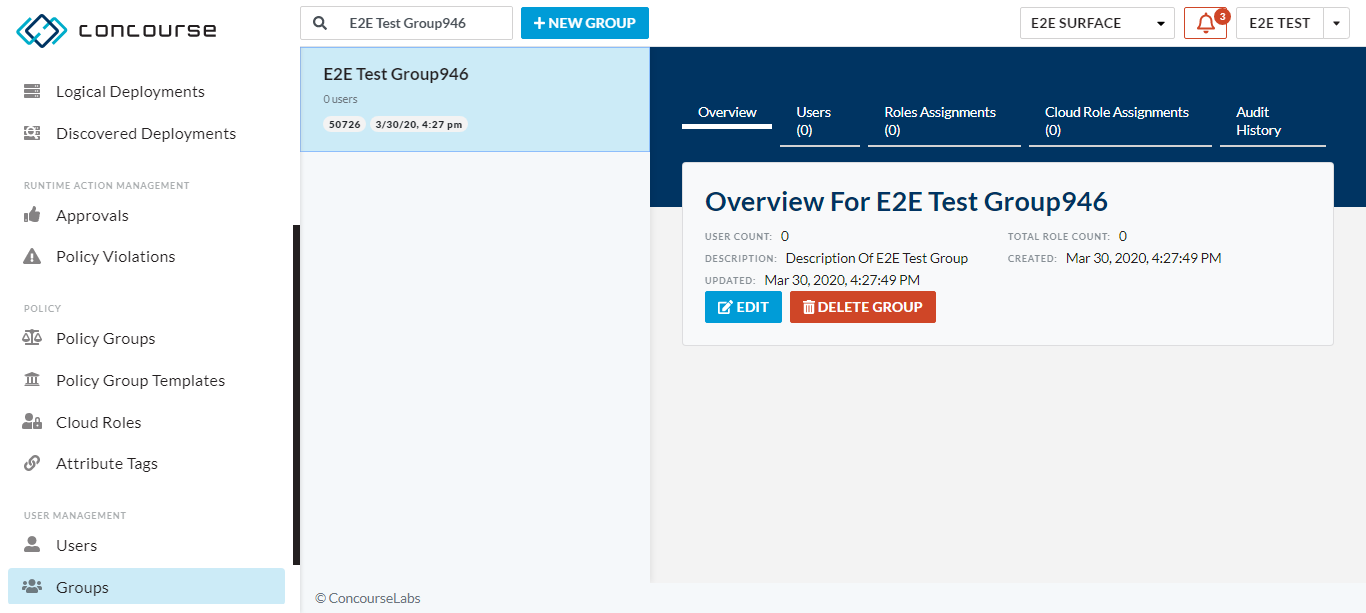 concourse
E2E Test Group946
NEW GROUP
E2E SURFACE
3
E2E TEST
Logical Deployments
Discovered Deployments
RUNTIME ACTION MANAGEMENT
Approvals
Policy Violations
POLICY
Policy Groups
Policy Group Templates
Cloud Roles
Attribute Tags
USER MANAGEMENT
Users
Groups
E2E Test Group946
0 users
50726 3/30/20, 4:27 pm
Overview
Users
(0)
Roles Assignments
(0)
Cloud Role Assignments
(0)
Audit
History
Overview For E2E Test Group946
USER COUNT: 0
TOTAL ROLE COUNT: 0
DESCRIPTION: Description Of E2E Test Group
CREATED: Mar 30, 2020, 4:27:49 PM
UPDATED: Mar 30, 2020, 4:27:49 PM
EDIT
DELETE GROUP
© ConcourseLabs